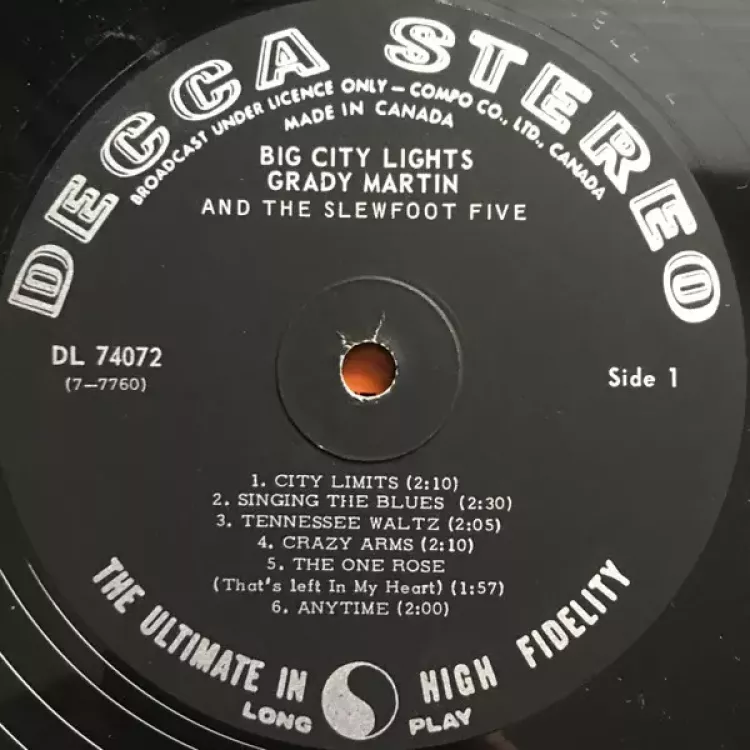 DECCA STEREO
BROADCAST UNDER LICENCE ONLY — COMPO CO., LTD., CANADA
MADE IN CANADA
BIG CITY LIGHTS
GRADY MARTIN
AND THE SLEWFOOT FIVE
DL 74072
(7—7760)
Side 1
1. CITY LIMITS (2:10)
2. SINGING THE BLUES (2:30)
3. TENNESSEE WALTZ (2:05)
4. CRAZY ARMS (2:10)
5. THE ONE ROSE
(That's left In My Heart) (1:57)
6. ANYTIME (2:00)
THE ULTIMATE IN HIGH FIDELITY
LONG PLAY